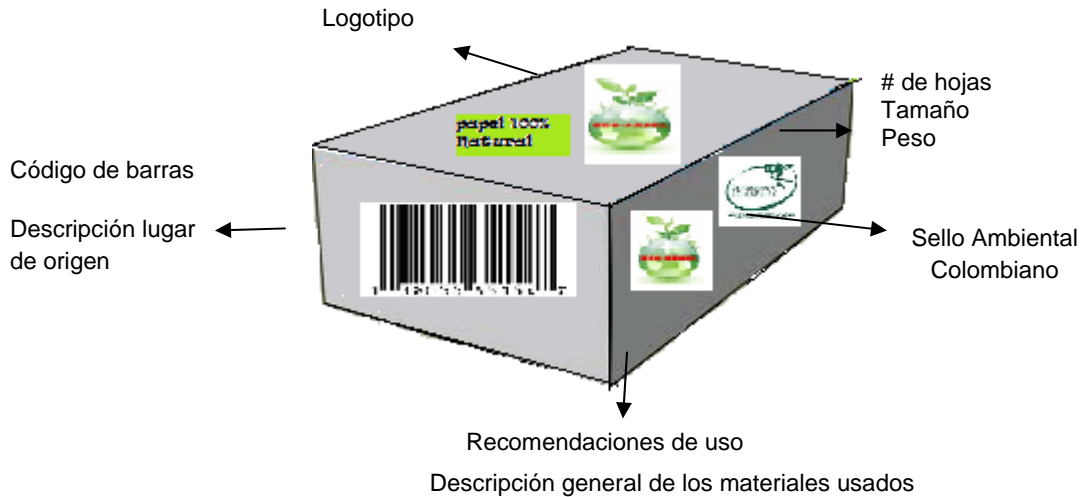 Logotipo
# de hojas
Tamaño
Peso
papel 100%
Natural
Código de barras
Descripción lugar
de origen
Sello Ambiental
Colombiano
Recomendaciones de uso
Descripción general de los materiales usados